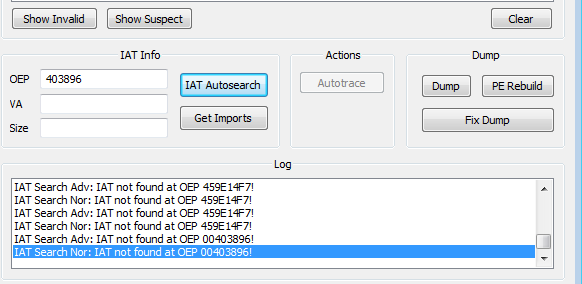 Show Invalid Show Suspect Clear
IAT Info Actions Dump
OEP 403896 IAT Autosearch Autotrace Dump PE Rebuild
VA
Size Get Imports Fix Dump
Log
IAT Search Adv: IAT not found at OEP 459E14F7!
IAT Search Nor: IAT not found at OEP 459E14F7!
IAT Search Adv: IAT not found at OEP 459E14F7!
IAT Search Nor: IAT not found at OEP 459E14F7!
IAT Search Adv: IAT not found at OEP 00403896!
IAT Search Nor: IAT not found at OEP 00403896!